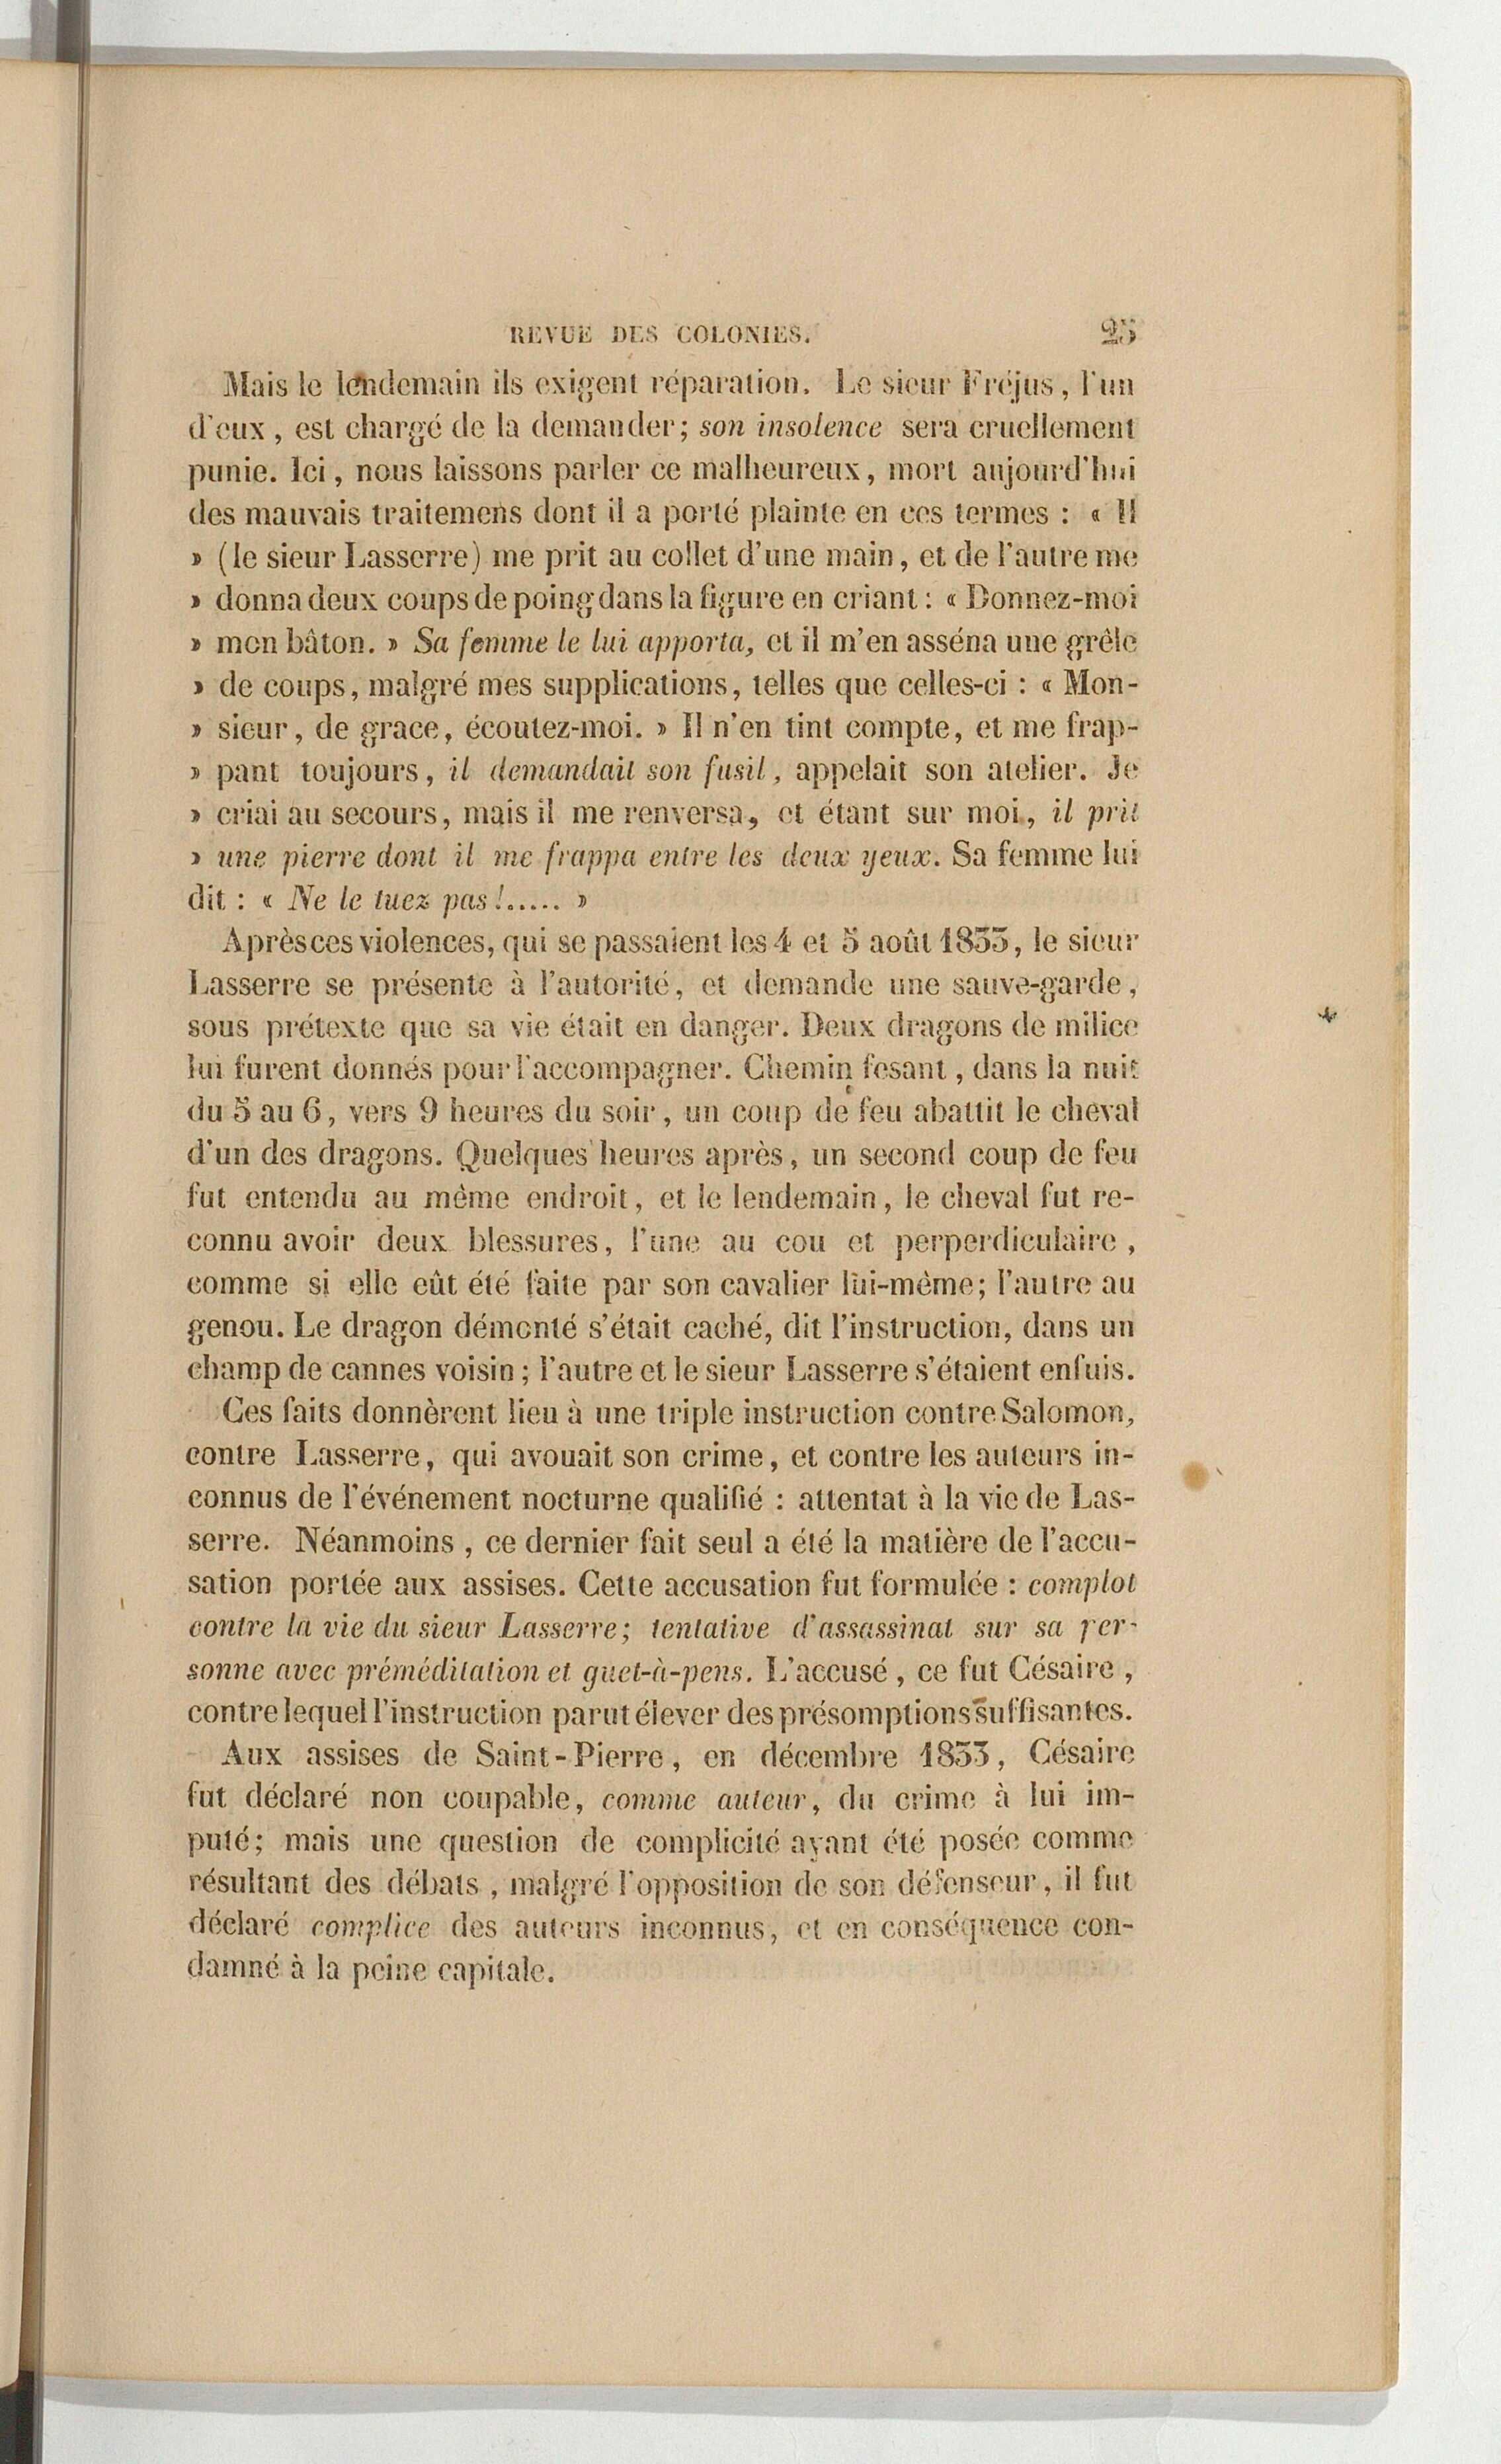 REVUE DES COLONIES. 25
Mais le lendemain ils exigent réparation. Le sieur Fréjus, l'un
d'eux, est chargé de la demander; son insolence sera cruellement
punie. Ici, nous laissons parler ce malheureux, mort aujourd'hui
des mauvais traitemens dont il a porté plainte en ces termes : « Il
» (le sieur Lasserre) me prit au collet d'une main, et de l'autre me
» donna deux coups de poing dans la figure en criant : « Donnez-moi
» mon bâton. » Sa femme le lui apporta, et il m'en asséna une grêle
» de coups, malgré mes supplications, telles que celles-ci : « Mon-
» sieur, de grace, écoutez-moi. » Il n'en tint compte, et me frap-
» pant toujours, il demandait son fusil, appelait son atelier. Je
» criai au secours, mais il me renversa, et étant sur moi, il prit
» une pierre dont il me frappa entre les deux yeux. Sa femme lui
dit : « Ne le tuez pas !..... »
Après ces violences, qui se passaient les 4 et 5 août 1833, le sieur
Lasserre se présente à l'autorité, et demande une sauve-garde,
sous prétexte que sa vie était en danger. Deux dragons de milice
lui furent donnés pour l'accompagner. Chemin fesant, dans la nuit
du 5 au 6, vers 9 heures du soir, un coup de feu abattit le cheval
d'un des dragons. Quelques heures après, un second coup de feu
fut entendu au même endroit, et le lendemain, le cheval fut re-
connu avoir deux blessures, l'une au cou et perperdiculaire,
comme si elle eût été faite par son cavalier lui-même; l'autre au
genou. Le dragon démonté s'était caché, dit l'instruction, dans un
champ de cannes voisin; l'autre et le sieur Lasserre s'étaient enfuis.
Ces faits donnèrent lieu à une triple instruction contre Salomon,
contre Lasserre, qui avouait son crime, et contre les auteurs in-
connus de l'événement nocturne qualifié : attentat à la vie de Las-
serre. Néanmoins, ce dernier fait seul a été la matière de l'accu-
sation portée aux assises. Cette accusation fut formulée : complot
contre la vie du sieur Lasserre; tentative d'assassinat sur sa per-
sonne avec préméditation et guet-à-pens. L'accusé, ce fut Césaire,
contre lequel l'instruction parut élever des présomptions suffisantes.
Aux assises de Saint-Pierre, en décembre 1833, Césaire
fut déclaré non coupable, comme auteur, du crime à lui im-
puté; mais une question de complicité ayant été posée comme
résultant des débats, malgré l'opposition de son défenseur, il fut
déclaré complice des auteurs inconnus, et en conséquence con-
damné à la peine capitale.